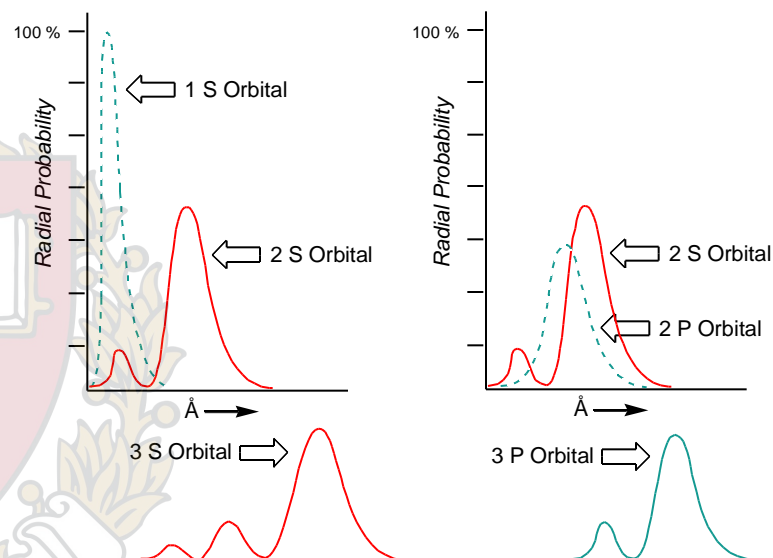 100 %
1 S Orbital
Radial Probability
2 S Orbital
Å
3 S Orbital
100 %
Radial Probability
2 S Orbital
2 P Orbital
Å
3 P Orbital